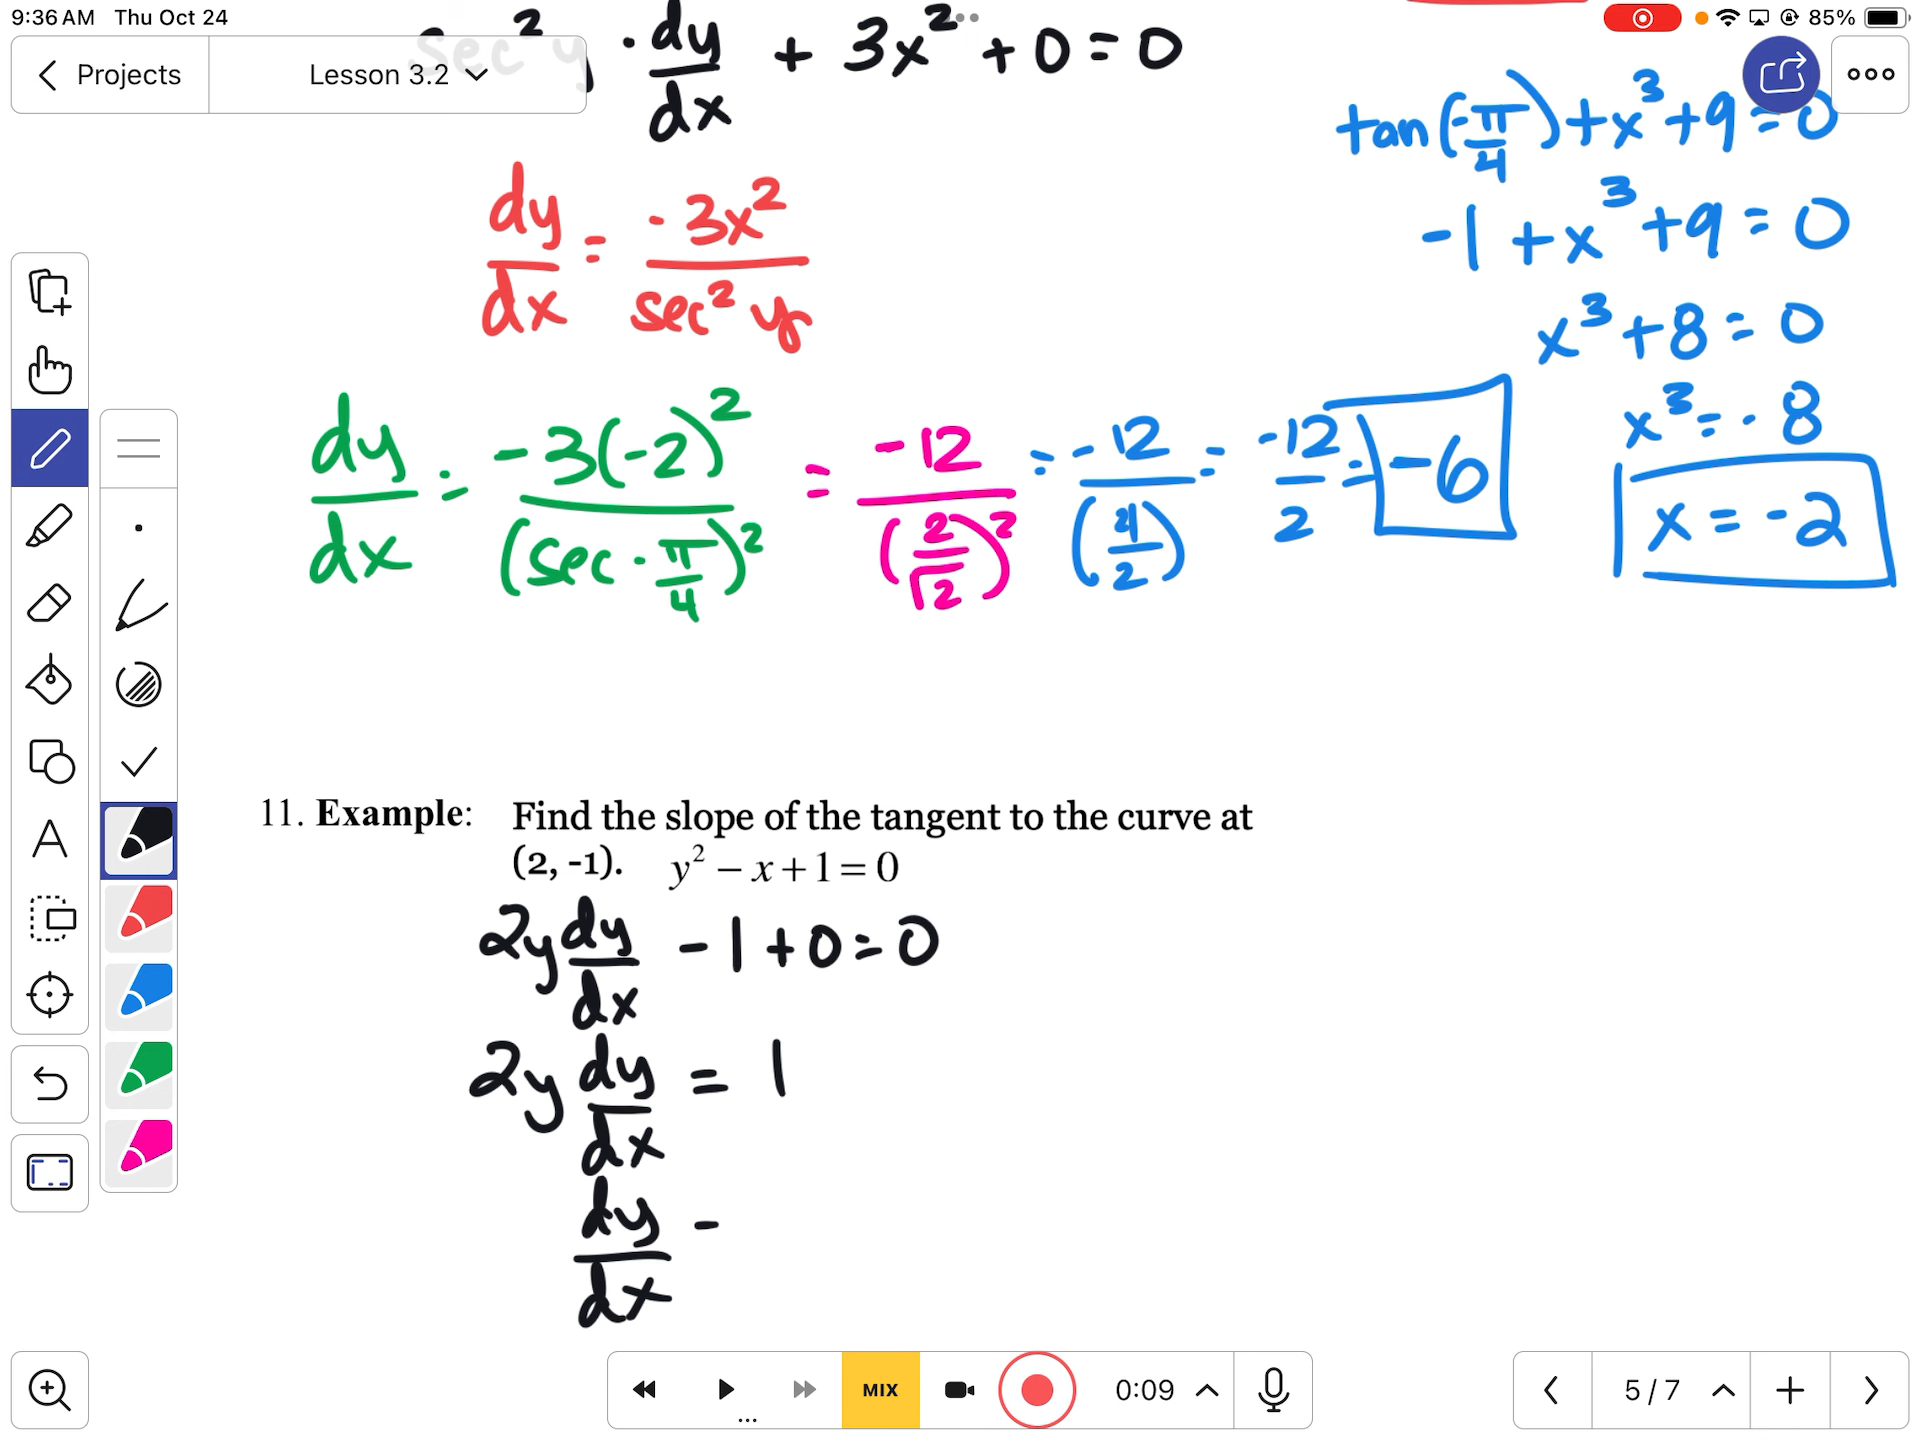 9:36 AM Thu Oct 24
85%
Projects
Lesson 3.2
sec² y · dy/dx + 3x² + 0 = 0
tan(-π/4) + x³ + 9 = 0
-1 + x³ + 9 = 0
x³ + 8 = 0
x³ = -8
x = -2
dy/dx = -3x²/sec² y
dy/dx = -3(-2)²/(sec -π/4)² = -12/(2/√2)² = -12/(4/2) = -12/2 = -6
11. Example: Find the slope of the tangent to the curve at
(2, -1). y² − x + 1 = 0
2y dy/dx - 1 + 0 = 0
2y dy/dx = 1
dy/dx -
A
MIX
0:09
5 / 7